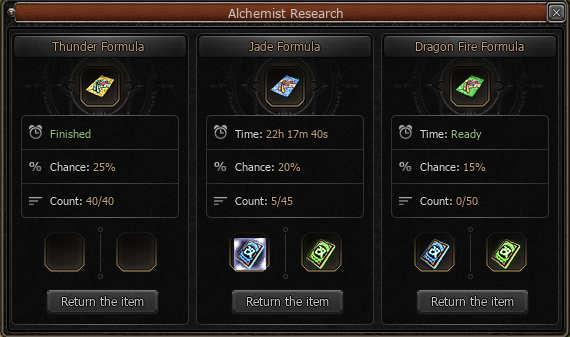 Alchemist Research
Thunder Formula
Finished
% Chance: 25%
Count: 40/40
Return the item
Jade Formula
Time: 22h 17m 40s
% Chance: 20%
Count: 5/45
Return the item
Dragon Fire Formula
Time: Ready
% Chance: 15%
Count: 0/50
Return the item